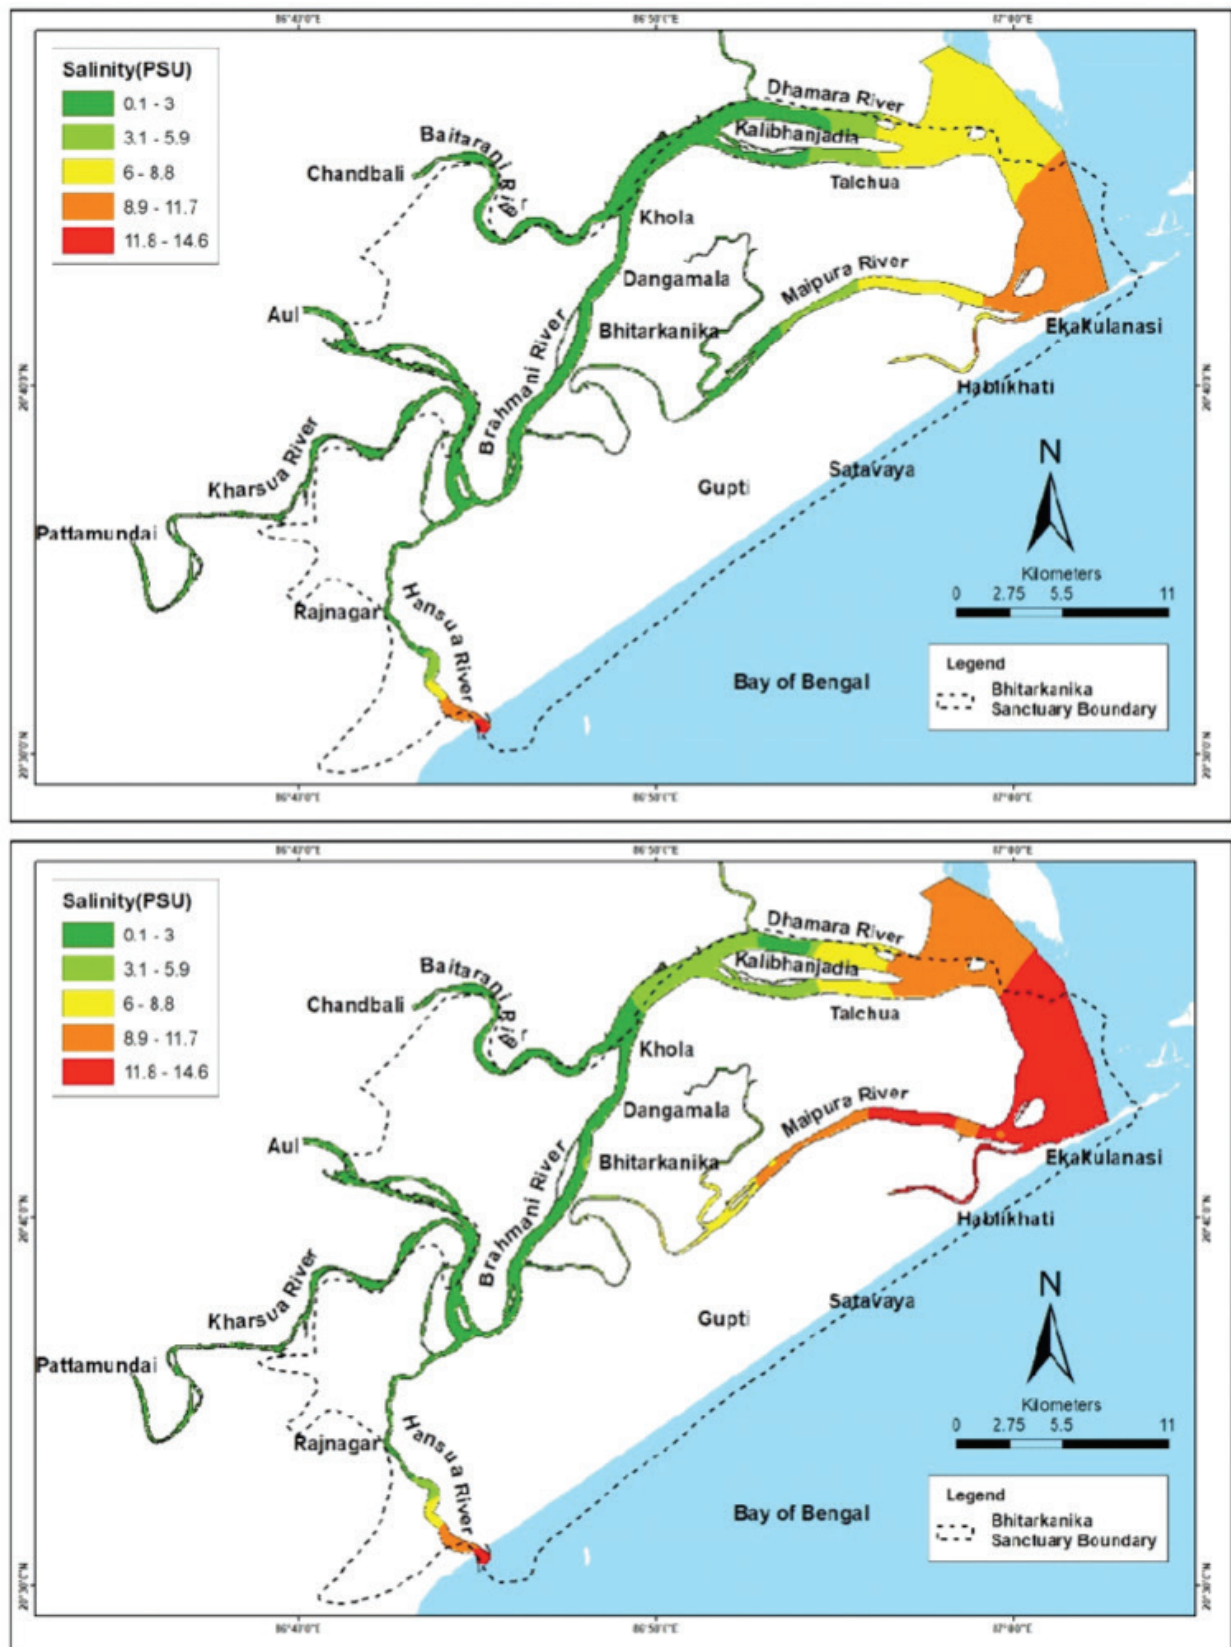 Salinity(PSU)
0.1 - 3
3.1 - 5.9
6 - 8.8
8.9 - 11.7
11.8 - 14.6
Dhamara River
Kalibhanjadia
Baitarani River
Chandbali
Talchua
Khola
Dangamala
Maipura River
Aul
Bhitarkanika
Ekakulanasi
Brahmani River
Hablikhati
Kharsua River
Satavaya
N
Gupti
Pattamundai
Kilometers
0 2.75 5.5 11
Rajnagar
Hansua River
Bay of Bengal
Legend
Bhitarkanika
Sanctuary Boundary
Salinity(PSU)
0.1 - 3
3.1 - 5.9
6 - 8.8
8.9 - 11.7
11.8 - 14.6
Dhamara River
Kalibhanjadia
Baitarani River
Chandbali
Talchua
Khola
Dangamala
Maipura River
Aul
Bhitarkanika
Ekakulanasi
Brahmani River
Hablikhati
Kharsua River
Satavaya
N
Gupti
Pattamundai
Kilometers
0 2.75 5.5 11
Rajnagar
Hansua River
Bay of Bengal
Legend
Bhitarkanika
Sanctuary Boundary